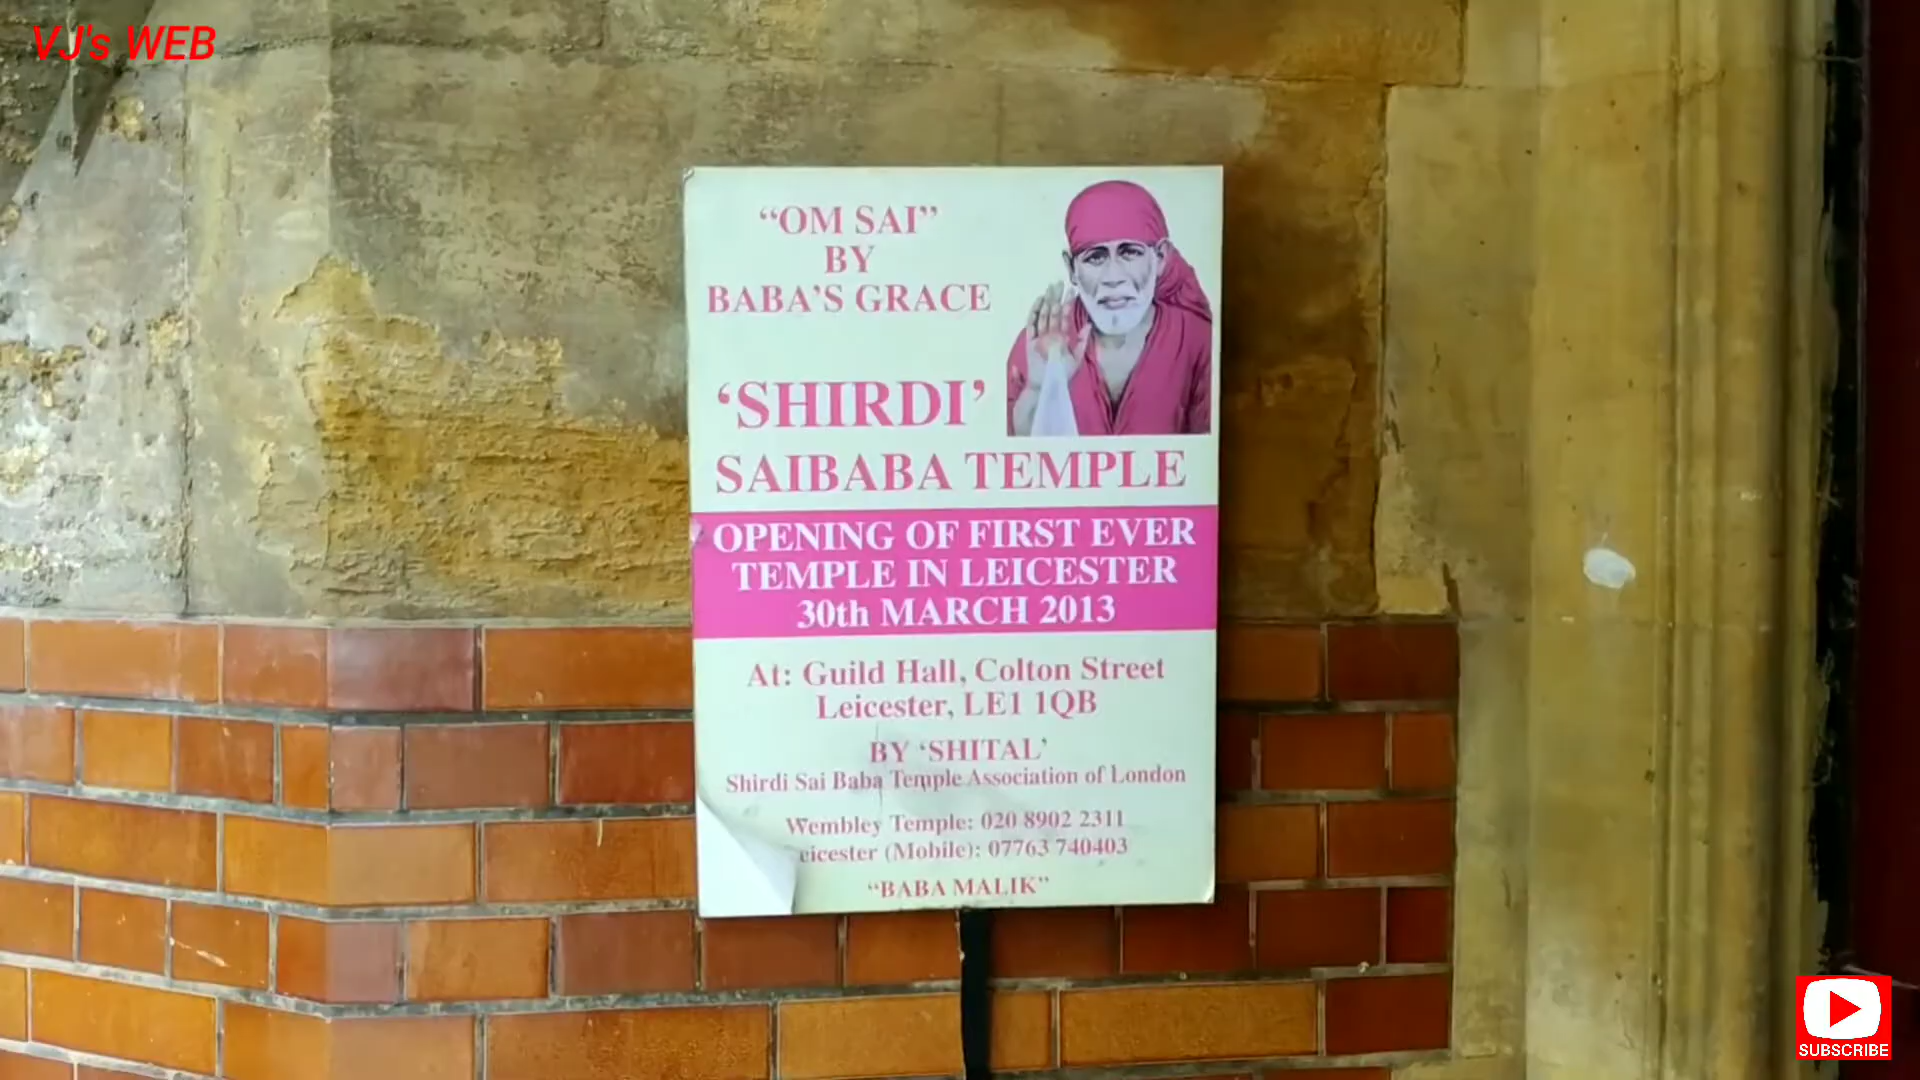 VJ's WEB
“OM SAI”
BY
BABA'S GRACE
‘SHIRDI’
SAIBABA TEMPLE
OPENING OF FIRST EVER
TEMPLE IN LEICESTER
30th MARCH 2013
At: Guild Hall, Colton Street
Leicester, LE1 1QB
BY ‘SHITAL’
Shirdi Sai Baba Temple Association of London
Wembley Temple: 020 8902 2311
eicester (Mobile): 07763 740403
“BABA MALIK”
SUBSCRIBE